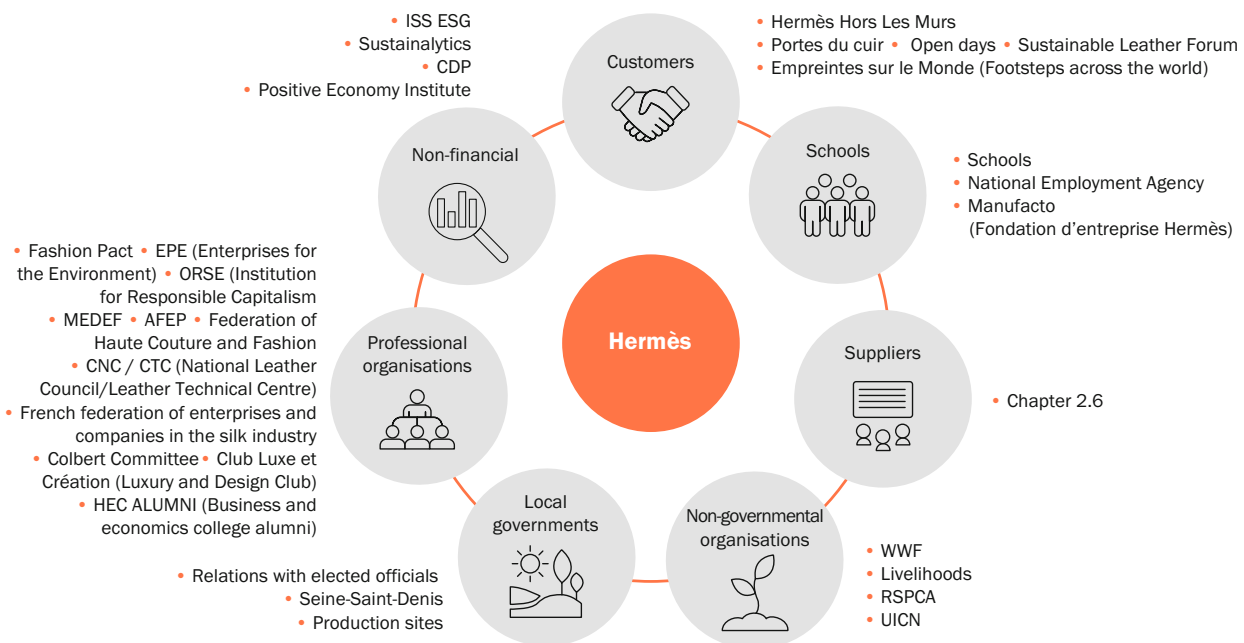 • ISS ESG
• Sustainalytics
• CDP
• Positive Economy Institute
Customers
• Hermès Hors Les Murs
• Portes du cuir • Open days • Sustainable Leather Forum
• Empreintes sur le Monde (Footsteps across the world)
Non-financial
Schools
• Schools
• National Employment Agency
• Manufacto
(Fondation d’entreprise Hermès)
• Fashion Pact • EPE (Enterprises for
the Environment) • ORSE (Institution
for Responsible Capitalism
• MEDEF • AFEP • Federation of
Haute Couture and Fashion
• CNC / CTC (National Leather
Council/Leather Technical Centre)
• French federation of enterprises and
companies in the silk industry
• Colbert Committee • Club Luxe et
Création (Luxury and Design Club)
• HEC ALUMNI (Business and
economics college alumni)
Professional
organisations
Hermès
Suppliers
• Chapter 2.6
Local
governments
• Relations with elected officials
• Seine-Saint-Denis
• Production sites
Non-governmental
organisations
• WWF
• Livelihoods
• RSPCA
• UICN